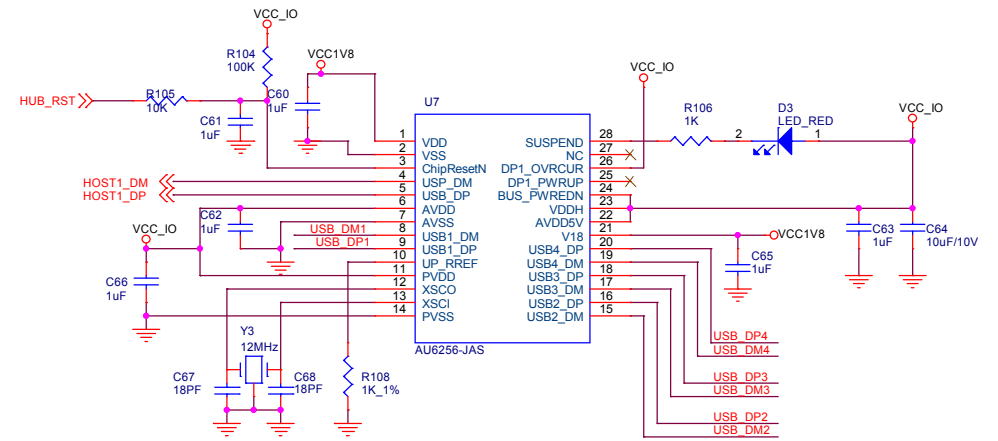 VCC_IO
R104
100K
VCC1V8
C60
1uF
HUB_RST
R105
10K
C61
1uF
U7
VCC_IO
R106
1K
D3
LED_RED
2
1
VCC_IO
1 VDD
2 VSS
3 ChipResetN
4 USP_DM
5 USB_DP
6 AVDD
7 AVSS
8 USB1_DM
9 USB1_DP
10 UP_RREF
11 PVDD
12 XSCO
13 XSCI
14 PVSS
SUSPEND 28
NC 27
DP1_OVRCUR 26
DP1_PWRUP 25
BUS_PWREDN 24
VDDH 23
AVDD5V 22
V18 21
USB4_DP 20
USB4_DM 19
USB3_DP 18
USB3_DM 17
USB2_DP 16
USB2_DM 15
AU6256-JAS
HOST1_DM
HOST1_DP
C62
1uF
VCC_IO
USB_DM1
USB_DP1
C66
1uF
Y3
12MHz
C67
18PF
C68
18PF
R108
1K_1%
VCC1V8
C65
1uF
C63
1uF
C64
10uF/10V
USB_DP4
USB_DM4
USB_DP3
USB_DM3
USB_DP2
USB_DM2